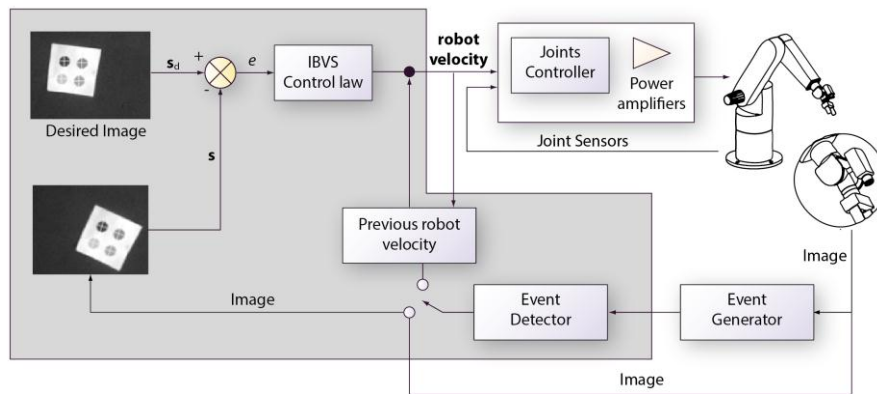 Desired Image
s_d
+
-
e
IBVS
Control law
robot
velocity
Joints
Controller
Power
amplifiers
Joint Sensors
s
Previous robot
velocity
Image
Image
Event
Detector
Event
Generator
Image